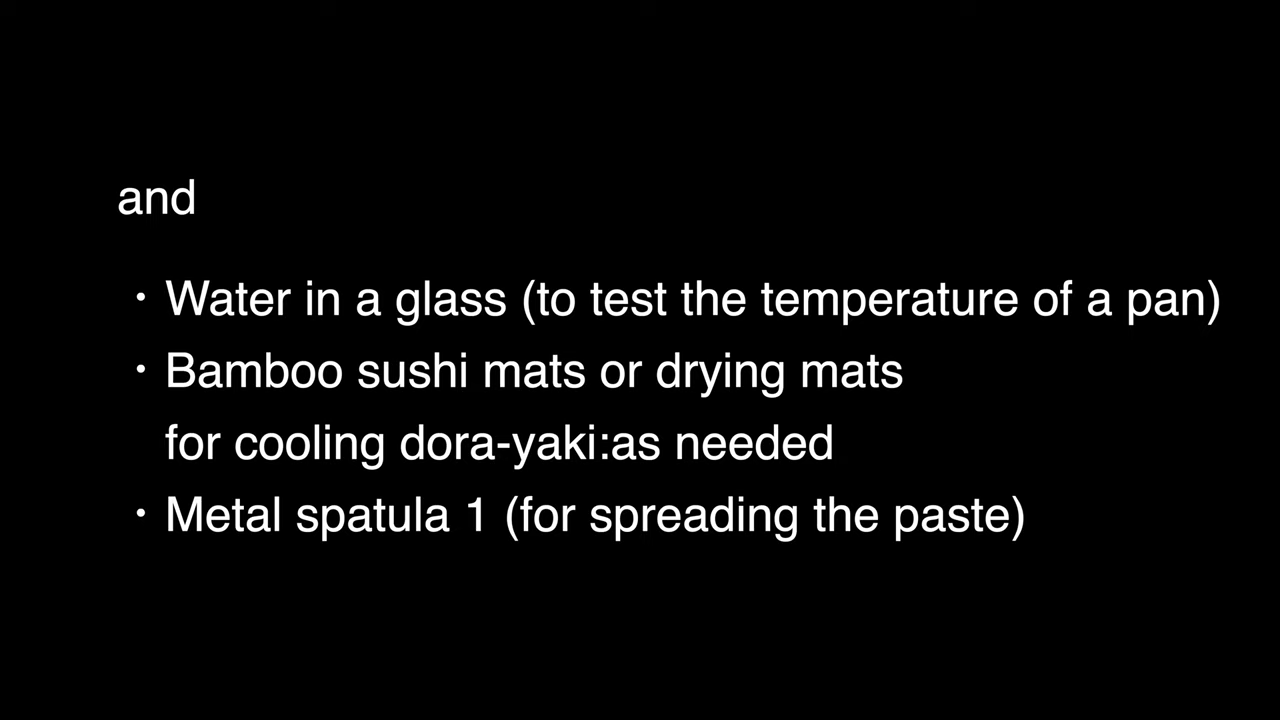 and
・Water in a glass (to test the temperature of a pan)
・Bamboo sushi mats or drying mats
for cooling dora-yaki:as needed
・Metal spatula 1 (for spreading the paste)